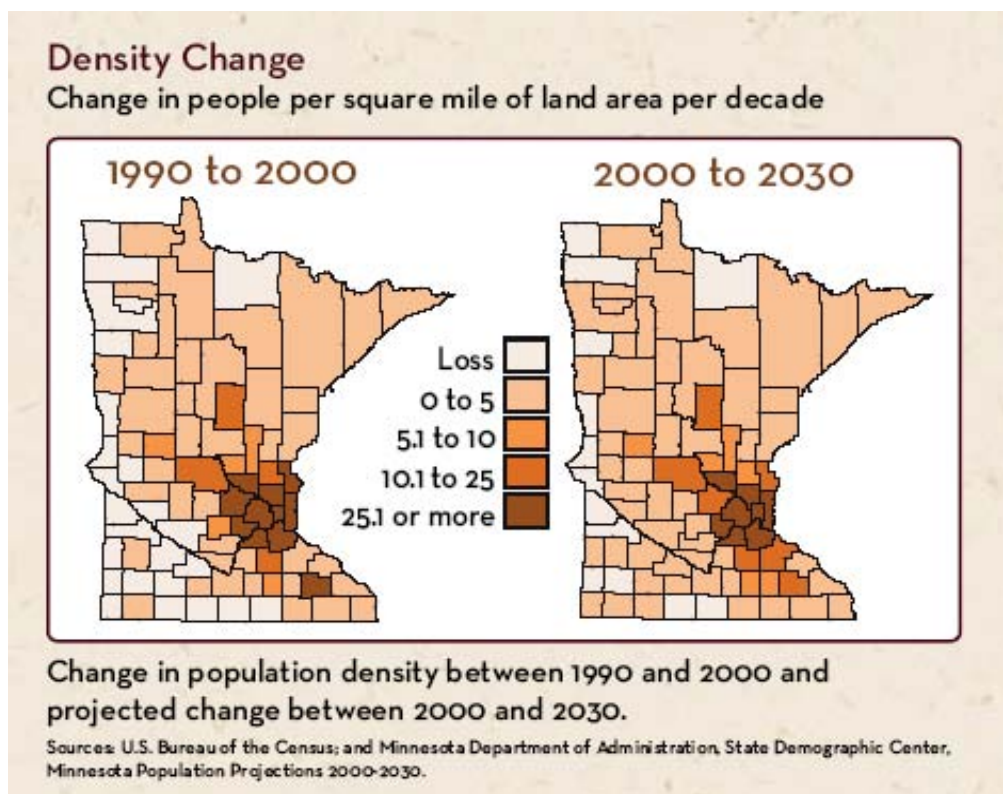 Density Change
Change in people per square mile of land area per decade
1990 to 2000
2000 to 2030
Loss
0 to 5
5.1 to 10
10.1 to 25
25.1 or more
Change in population density between 1990 and 2000 and
projected change between 2000 and 2030.
Sources: U.S. Bureau of the Census; and Minnesota Department of Administration, State Demographic Center,
Minnesota Population Projections 2000-2030.